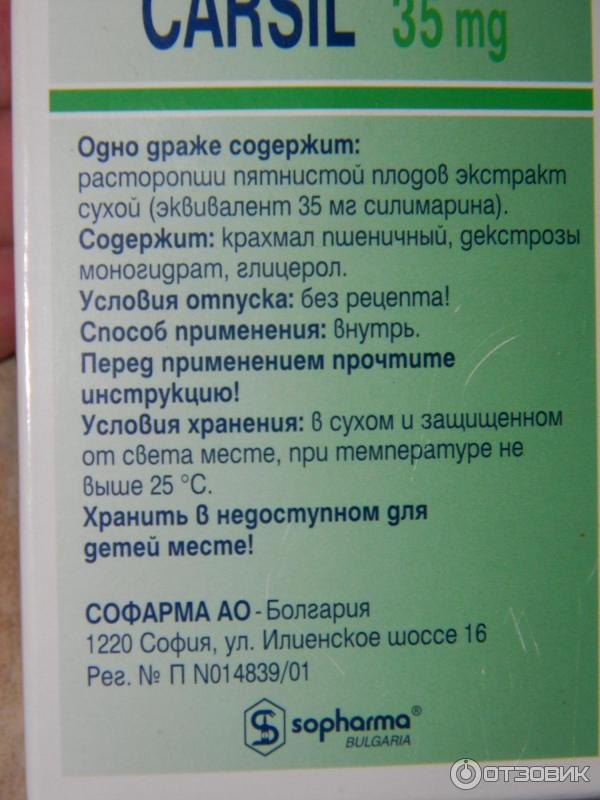 CARSIL 35 mg
Одно драже содержит:
расторопши пятнистой плодов экстракт
сухой (эквивалент 35 мг силимарина).
Содержит: крахмал пшеничный, декстрозы
моногидрат, глицерол.
Условия отпуска: без рецепта!
Способ применения: внутрь.
Перед применением прочтите
инструкцию!
Условия хранения: в сухом и защищенном
от света месте, при температуре не
выше 25 °C.
Хранить в недоступном для
детей месте!
СОФАРМА АО - Болгария
1220 София, ул. Илиенское шоссе 16
Рег. № П N014839/01
sopharma®
BULGARIA
ОТЗОВИК